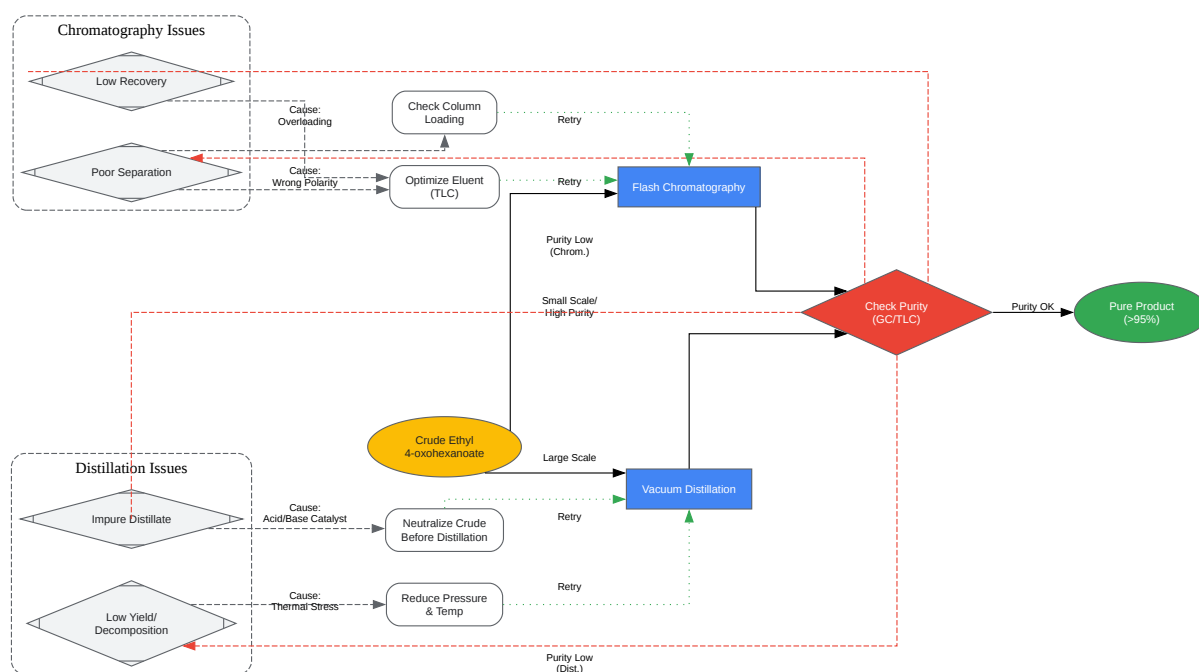 Chromatography Issues
Low Recovery
Cause:
Overloading
Check Column
Loading
Retry
Poor Separation
Cause:
Wrong Polarity
Optimize Eluent
(TLC)
Retry
Flash Chromatography
Purity Low
(Chrom.)
Small Scale/
High Purity
Check Purity
(GC/TLC)
Purity OK
Pure Product
(>95%)
Crude Ethyl
4-oxohexanoate
Large Scale
Vacuum Distillation
Distillation Issues
Impure Distillate
Cause:
Acid/Base Catalyst
Neutralize Crude
Before Distillation
Retry
Low Yield/
Decomposition
Cause:
Thermal Stress
Reduce Pressure
& Temp
Retry
Purity Low
(Dist.)